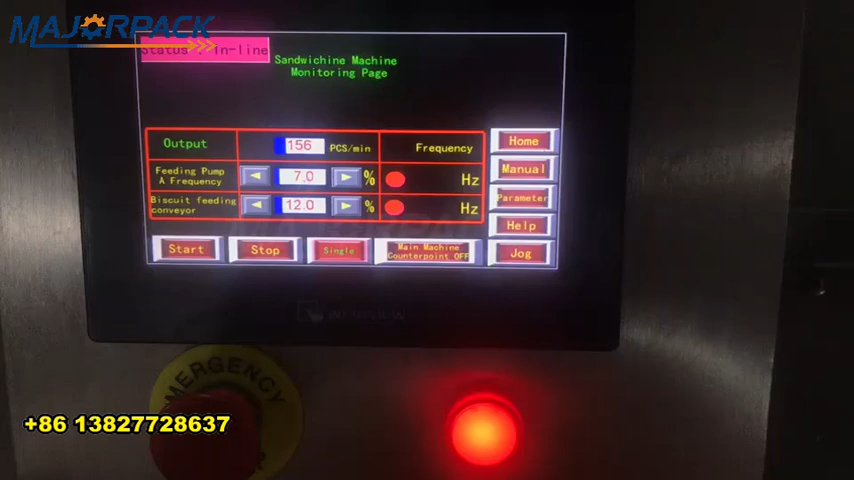 MAJORPACK
Status : In-line
Sandwichine Machine
Monitoring Page
Output
156
PCS/min
Frequency
Feeding Pump
A Frequency
7.0
%
Hz
Biscuit feeding
conveyor
12.0
%
Hz
Home
Manual
Parameter
Help
Jog
Start
Stop
Single
Main Machine
Counterpoint OFF
EMERGENCY
+86 13827728637